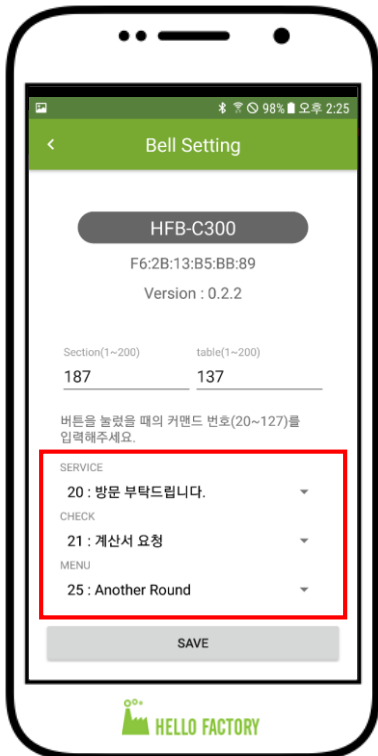 98% 오후 2:25
Bell Setting
HFB-C300
F6:2B:13:B5:BB:89
Version : 0.2.2
Section(1~200) table(1~200)
187 137
버튼을 눌렀을 때의 커맨드 번호(20~127)를
입력해주세요.
SERVICE
20 : 방문 부탁드립니다.
CHECK
21 : 계산서 요청
MENU
25 : Another Round
SAVE
HELLO FACTORY